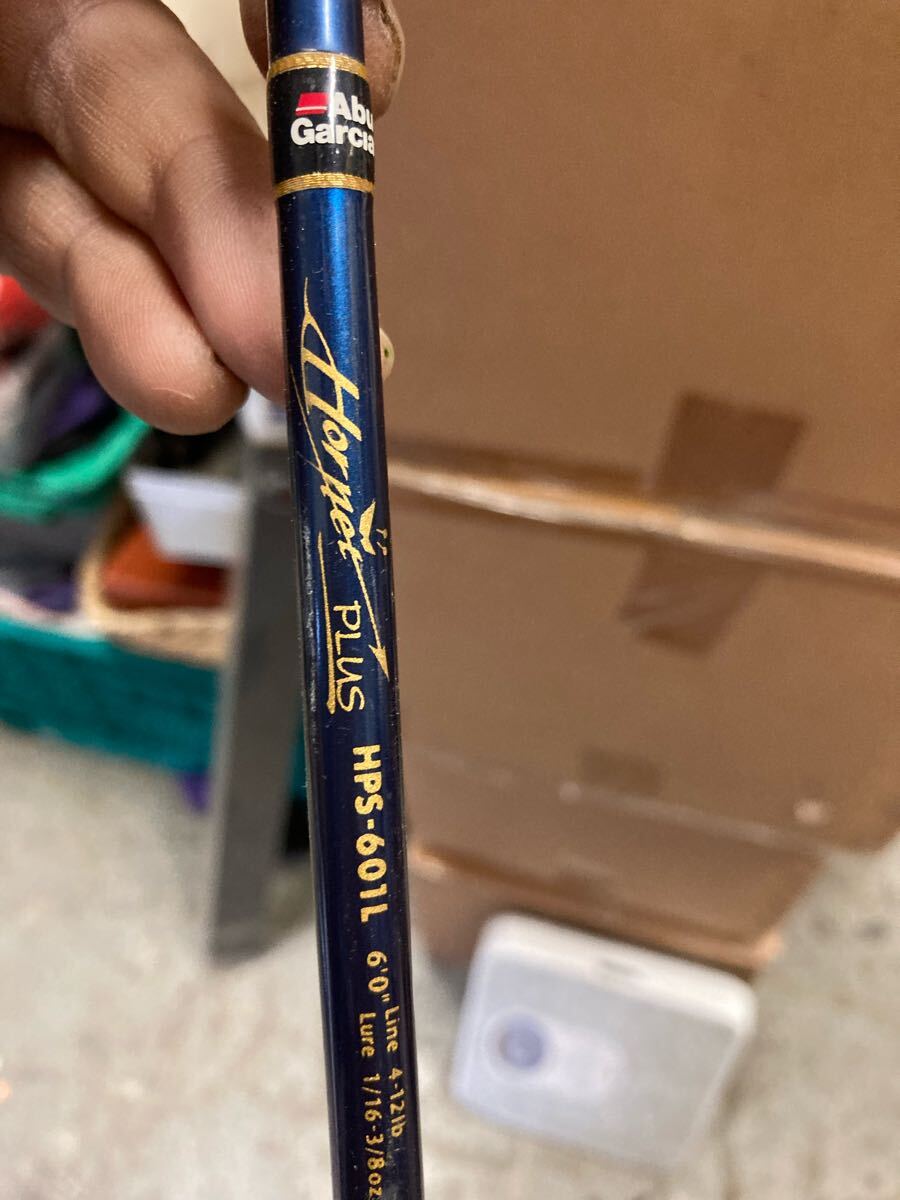 Abu
Garcia
Hornet
PLUS
HPS-601L
6'0"
Line 4-12lb
Lure 1/16-3/8oz